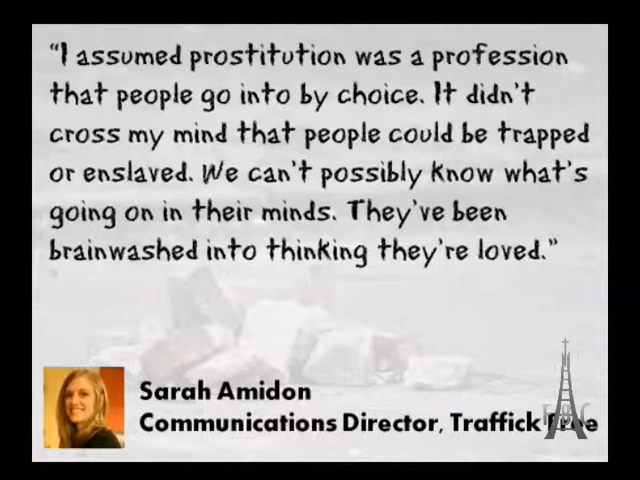 "I assumed prostitution was a profession
that people go into by choice. It didn't
cross my mind that people could be trapped
or enslaved. We can't possibly know what's
going on in their minds. They've been
brainwashed into thinking they're loved."
Sarah Amidon
Communications Director, Traffick Free
FBC